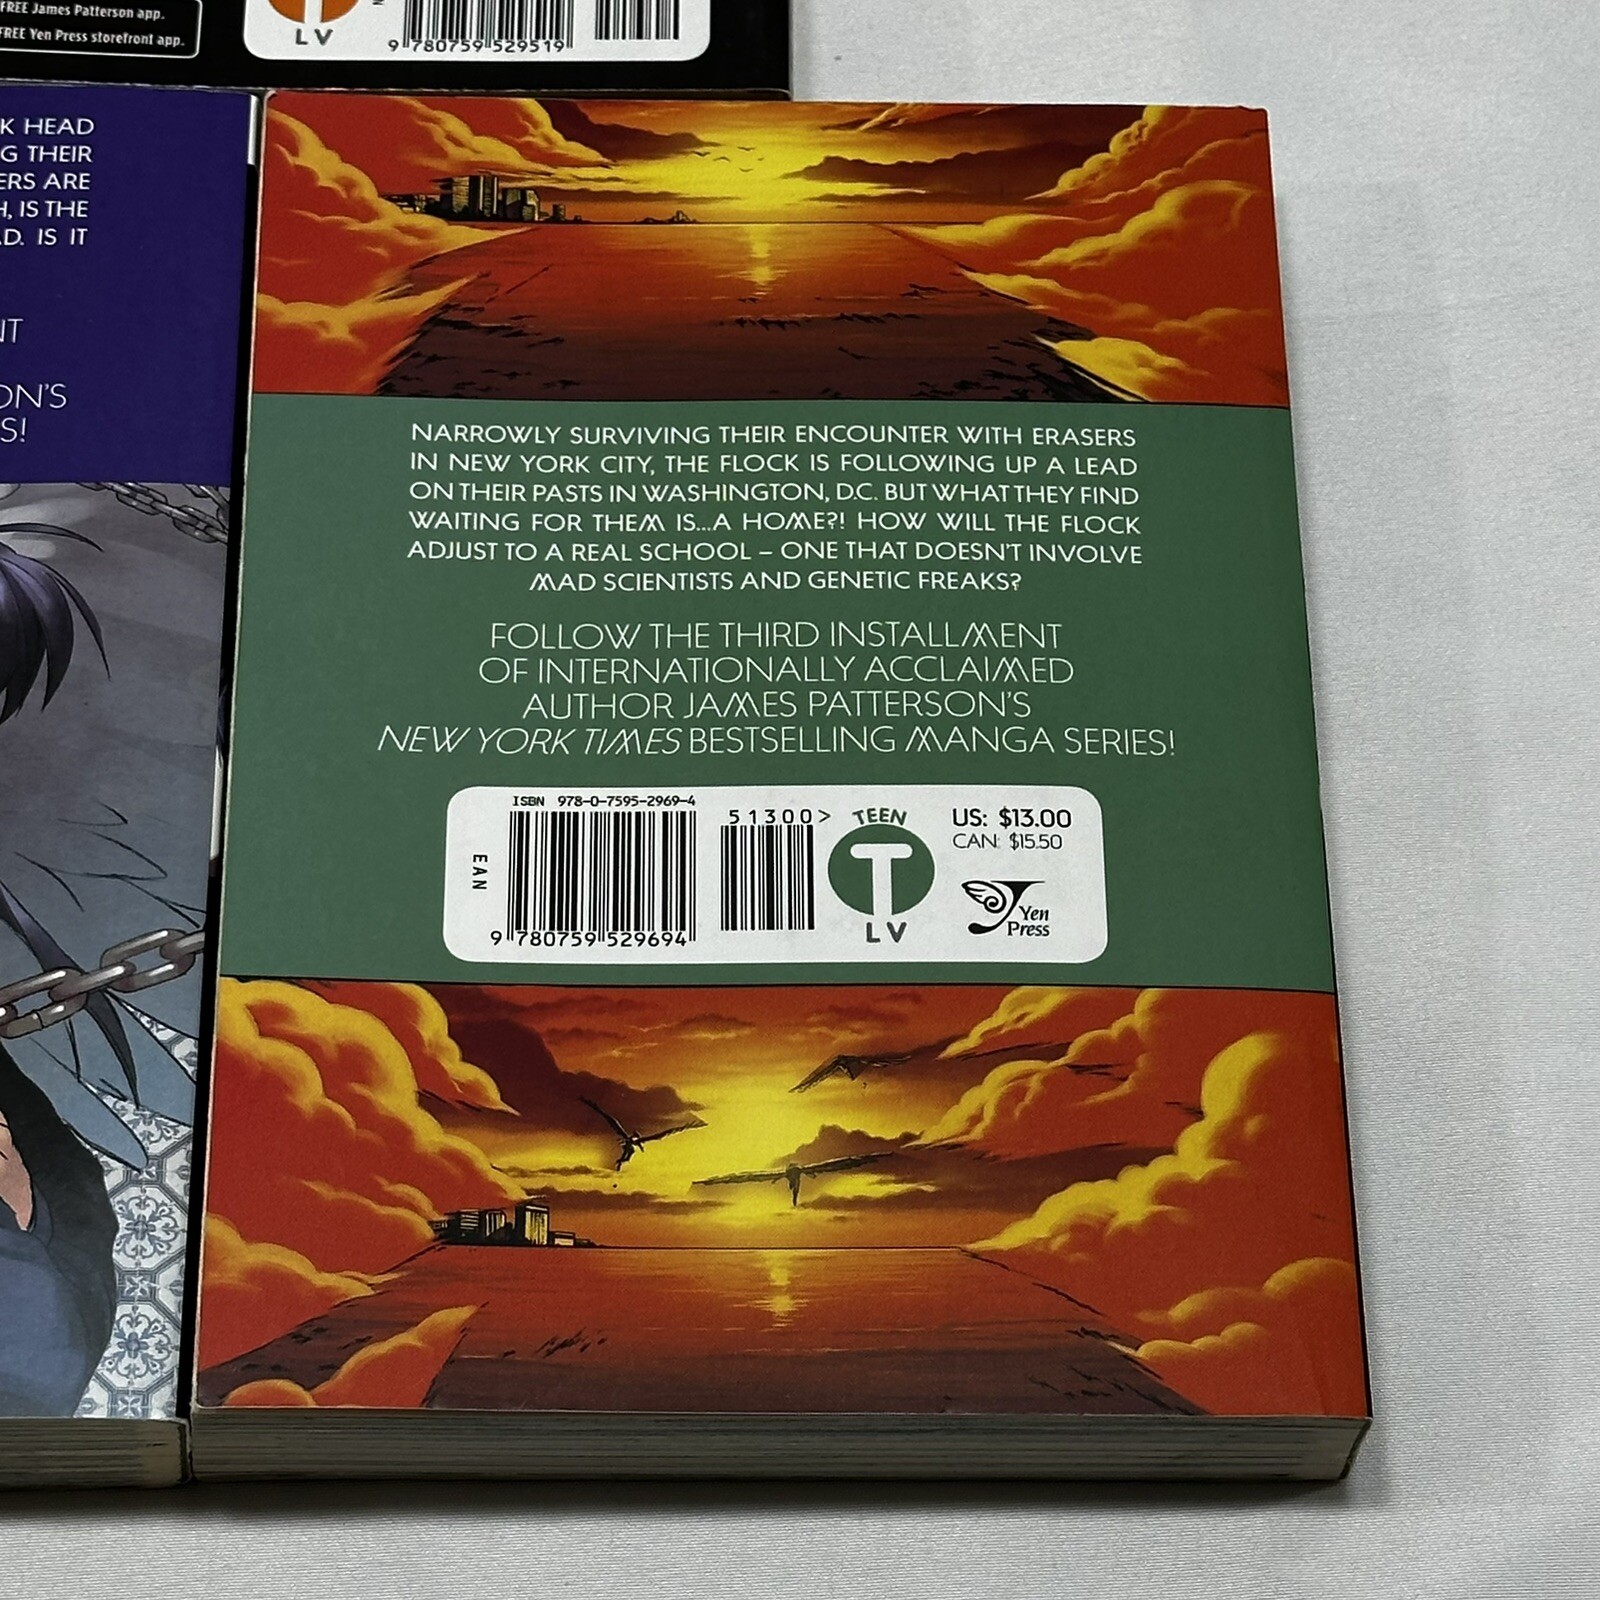 FREE James Patterson app.
FREE Yen Press storefront app.
LV
9 780759 529519
K HEAD
G THEIR
ERS ARE
H, IS THE
D. IS IT
NT
ON'S
S!
NARROWLY SURVIVING THEIR ENCOUNTER WITH ERASERS
IN NEW YORK CITY, THE FLOCK IS FOLLOWING UP A LEAD
ON THEIR PASTS IN WASHINGTON, D.C. BUT WHAT THEY FIND
WAITING FOR THEM IS...A HOME?! HOW WILL THE FLOCK
ADJUST TO A REAL SCHOOL – ONE THAT DOESN'T INVOLVE
MAD SCIENTISTS AND GENETIC FREAKS?
FOLLOW THE THIRD INSTALLMENT
OF INTERNATIONALLY ACCLAIMED
AUTHOR JAMES PATTERSON'S
NEW YORK TIMES BESTSELLING MANGA SERIES!
ISBN 978-0-7595-2969-4
EAN
9 780759 529694
51300>
TEEN
T
LV
US: $13.00
CAN: $15.50
Yen
Press